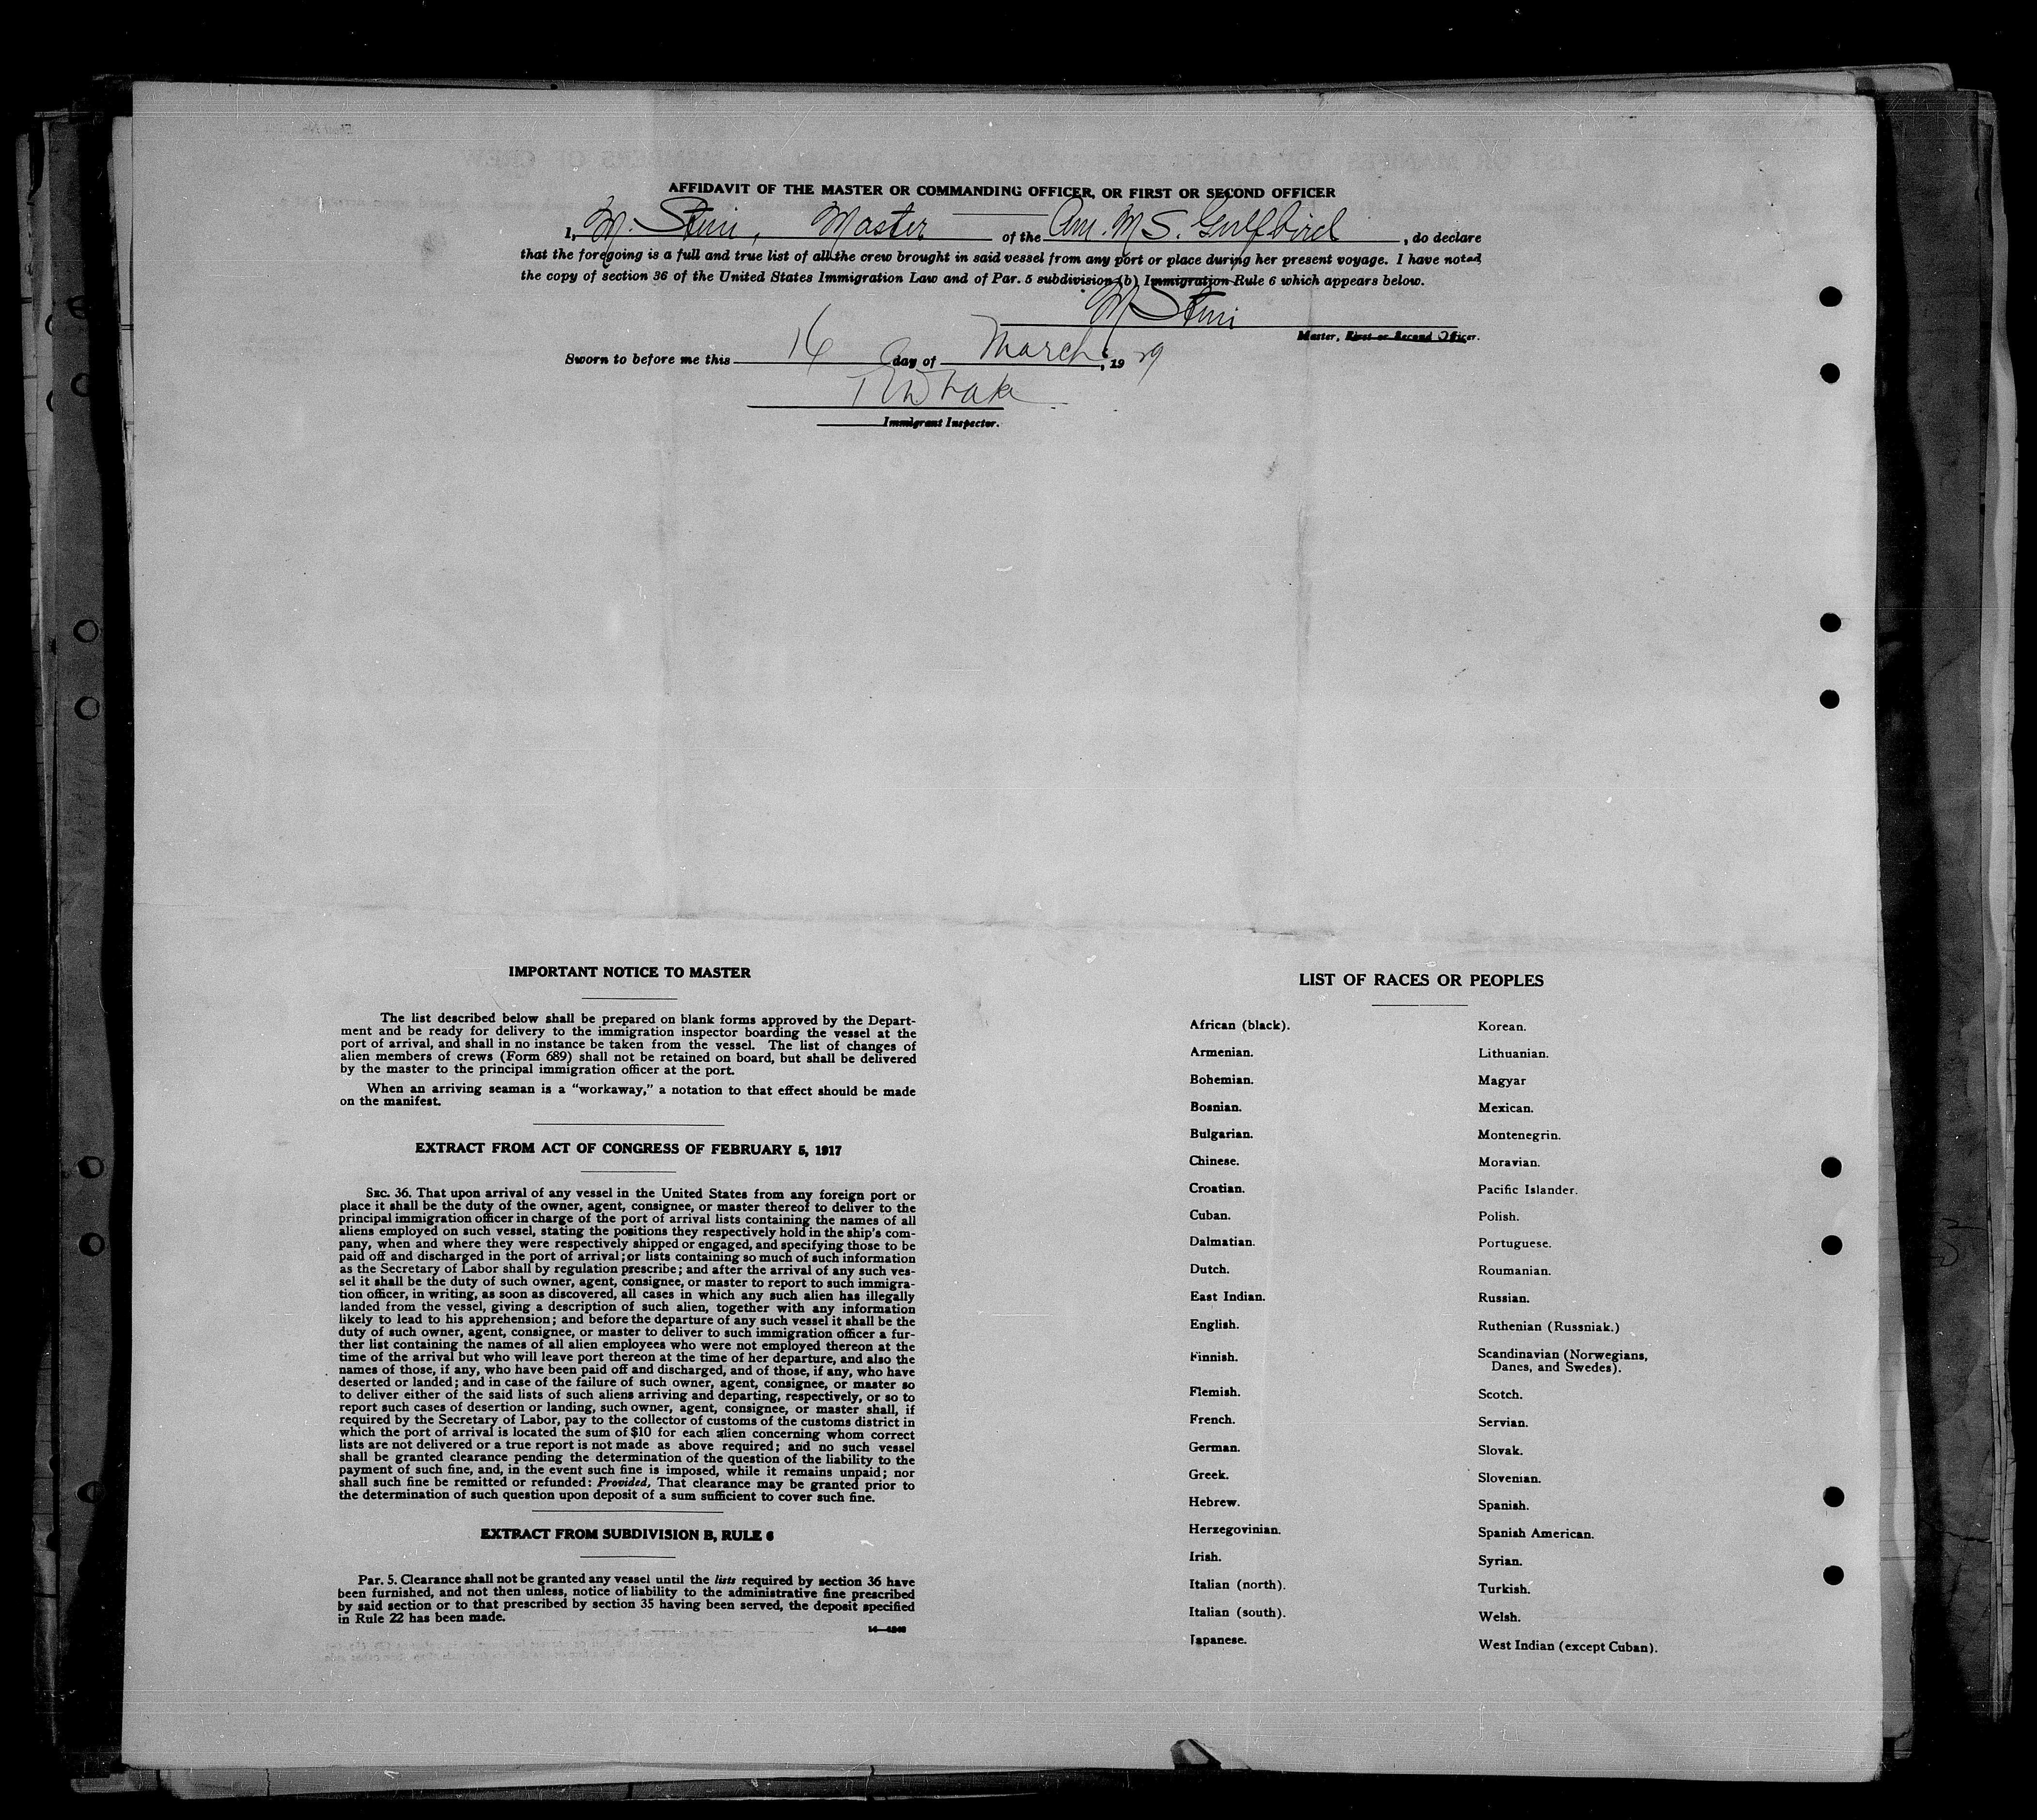 AFFIDAVIT OF THE MASTER OR COMMANDING OFFICER, OR FIRST OR SECOND OFFICER
I, M. Stini, Master of the Am. M S. Gulfbird, do declare
that the foregoing is a full and true list of all the crew brought in said vessel from any port or place during her present voyage. I have noted
the copy of section 36 of the United States Immigration Law and of Par. 5 subdivision (b) Immigration Rule 6 which appears below.
M Stini
Master, First or Second Officer.
Sworn to before me this 16 day of March, 19 29
Immigrant Inspector.
IMPORTANT NOTICE TO MASTER
The list described below shall be prepared on blank forms approved by the Depart-
ment and be ready for delivery to the immigration inspector boarding the vessel at the
port of arrival, and shall in no instance be taken from the vessel. The list of changes of
alien members of crews (Form 689) shall not be retained on board, but shall be delivered
by the master to the principal immigration officer at the port.
When an arriving seaman is a "workaway," a notation to that effect should be made
on the manifest.
EXTRACT FROM ACT OF CONGRESS OF FEBRUARY 5, 1917
SEC. 36. That upon arrival of any vessel in the United States from any foreign port or
place it shall be the duty of the owner, agent, consignee, or master thereof to deliver to the
principal immigration officer in charge of the port of arrival lists containing the names of all
aliens employed on such vessel, stating the positions they respectively hold in the ship's com-
pany, when and where they were respectively shipped or engaged, and specifying those to be
paid off and discharged in the port of arrival; or lists containing so much of such information
as the Secretary of Labor shall by regulation prescribe; and after the arrival of any such ves-
sel it shall be the duty of such owner, agent, consignee, or master to report to such immigra-
tion officer, in writing, as soon as discovered, all cases in which any such alien has illegally
landed from the vessel, giving a description of such alien, together with any information
likely to lead to his apprehension; and before the departure of any such vessel it shall be the
duty of such owner, agent, consignee, or master to deliver to such immigration officer a fur-
ther list containing the names of all alien employees who were not employed thereon at the
time of the arrival but who will leave port thereon at the time of her departure, and also the
names of those, if any, who have been paid off and discharged, and of those, if any, who have
deserted or landed; and in case of the failure of such owner, agent, consignee, or master so
to deliver either of the said lists of such aliens arriving and departing, respectively, or so to
report such cases of desertion or landing, such owner, agent, consignee, or master shall, if
required by the Secretary of Labor, pay to the collector of customs of the customs district in
which the port of arrival is located the sum of $10 for each alien concerning whom correct
lists are not delivered or a true report is not made as above required; and no such vessel
shall be granted clearance pending the determination of the question of the liability to the
payment of such fine, and, in the event such fine is imposed, while it remains unpaid; nor
shall such fine be remitted or refunded: Provided, That clearance may be granted prior to
the determination of such question upon deposit of a sum sufficient to cover such fine.
EXTRACT FROM SUBDIVISION B, RULE 6
Par. 5. Clearance shall not be granted any vessel until the lists required by section 36 have
been furnished, and not then unless, notice of liability to the administrative fine prescribed
by said section or to that prescribed by section 35 having been served, the deposit specified
in Rule 22 has been made.
LIST OF RACES OR PEOPLES
African (black).
Armenian.
Bohemian.
Bosnian.
Bulgarian.
Chinese.
Croatian.
Cuban.
Dalmatian.
Dutch.
East Indian.
English.
Finnish.
Flemish.
French.
German.
Greek.
Hebrew.
Herzegovinian.
Irish.
Italian (north).
Italian (south).
Japanese.
Korean.
Lithuanian.
Magyar
Mexican.
Montenegrin.
Moravian.
Pacific Islander.
Polish.
Portuguese.
Roumanian.
Russian.
Ruthenian (Russniak.)
Scandinavian (Norwegians,
Danes, and Swedes).
Scotch.
Servian.
Slovak.
Slovenian.
Spanish.
Spanish American.
Syrian.
Turkish.
Welsh.
West Indian (except Cuban).